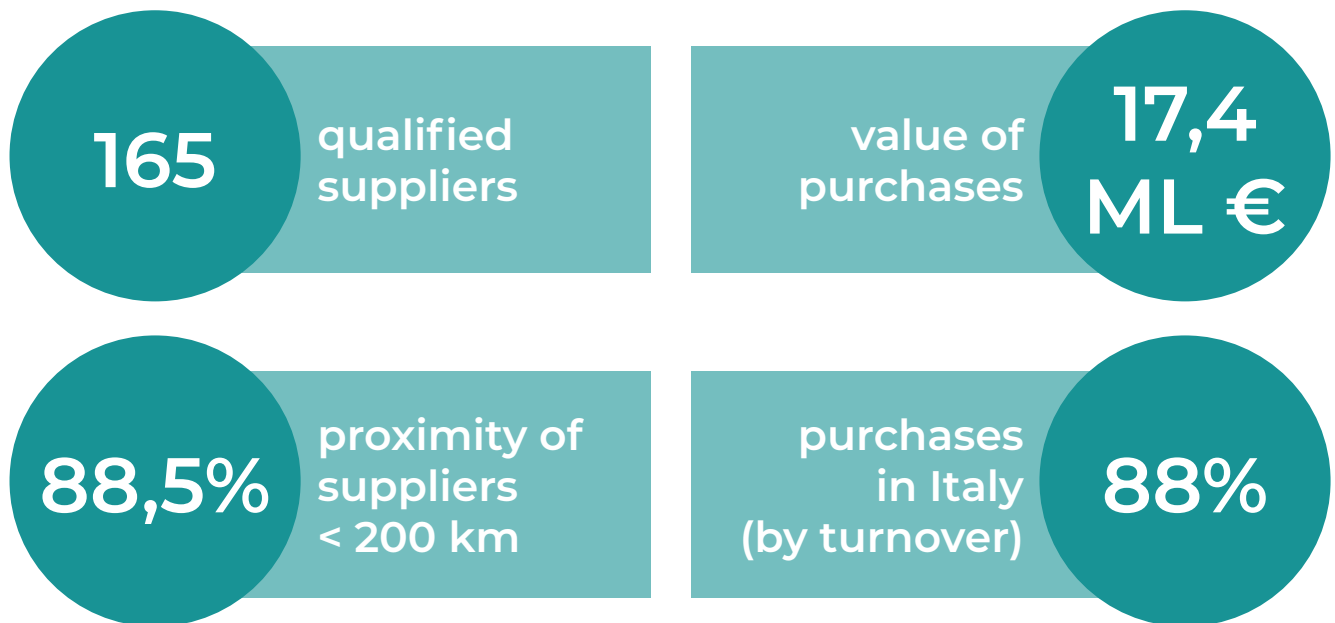 165
qualified
suppliers
value of
purchases
17,4
ML €
88,5%
proximity of
suppliers
< 200 km
purchases
in Italy
(by turnover)
88%